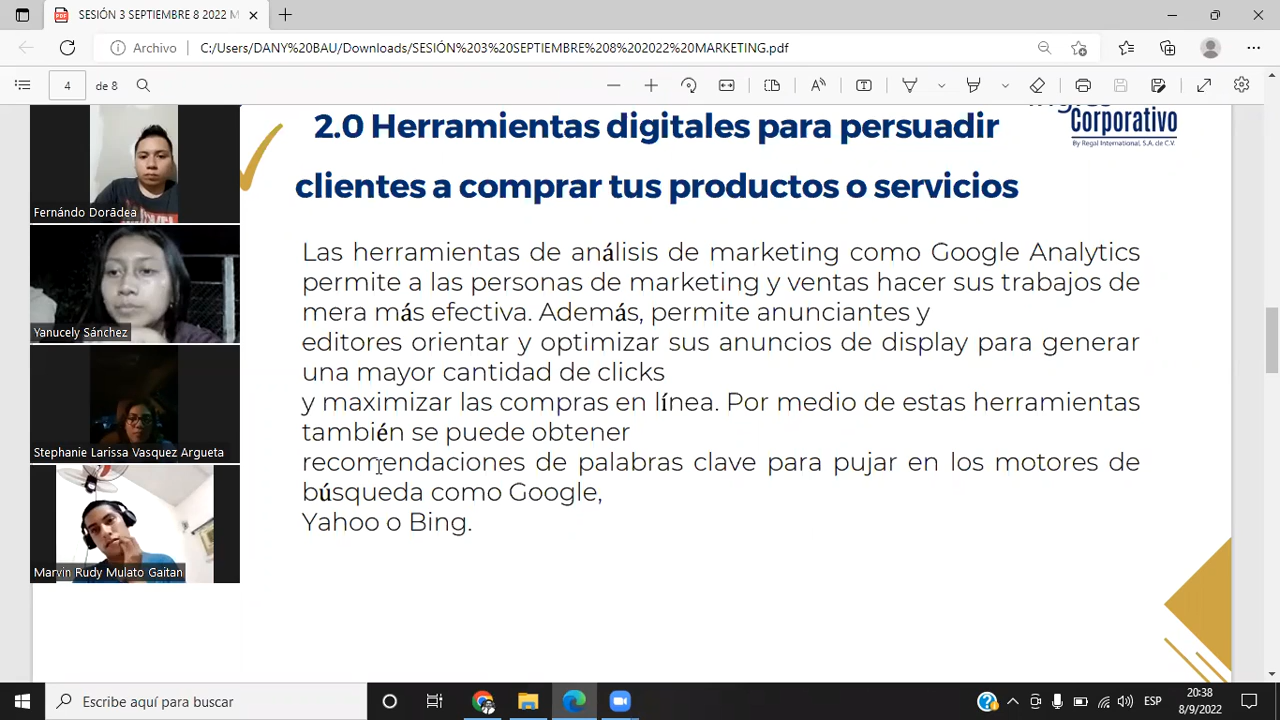 SESIÓN 3 SEPTIEMBRE 8 2022 M
Archivo
C:/Users/DANY%20BAU/Downloads/SESIÓN%203%20SEPTIEMBRE%208%202022%20MARKETING.pdf
4
de 8
Corporativo
By Regal International, S.A. de C.V.
2.0 Herramientas digitales para persuadir
clientes a comprar tus productos o servicios
Las herramientas de análisis de marketing como Google Analytics
permite a las personas de marketing y ventas hacer sus trabajos de
mera más efectiva. Además, permite anunciantes y
editores orientar y optimizar sus anuncios de display para generar
una mayor cantidad de clicks
y maximizar las compras en línea. Por medio de estas herramientas
también se puede obtener
recomendaciones de palabras clave para pujar en los motores de
búsqueda como Google,
Yahoo o Bing.
Fernándo Doradea
Yanucely Sánchez
Stephanie Larissa Vasquez Argueta
Marvin Rudy Mulato Gaitan
Escribe aquí para buscar
ESP
20:38
8/9/2022